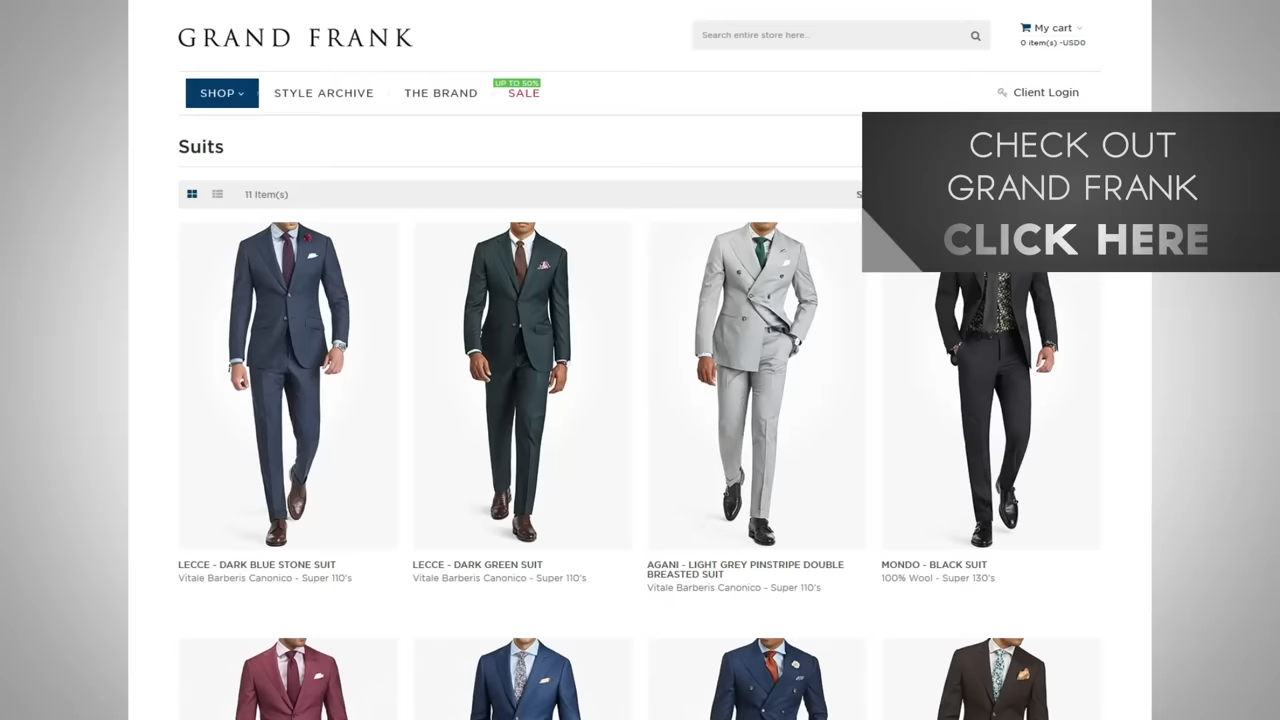 GRAND FRANK
Search entire store here...
My cart
0 item(s) -USD0
SHOP
STYLE ARCHIVE
THE BRAND
UP TO 50%
SALE
Client Login
Suits
11 Item(s)
CHECK OUT
GRAND FRANK
CLICK HERE
LECCE - DARK BLUE STONE SUIT
Vitale Barberis Canonico - Super 110's
LECCE - DARK GREEN SUIT
Vitale Barberis Canonico - Super 110's
AGANI - LIGHT GREY PINSTRIPE DOUBLE
BREASTED SUIT
Vitale Barberis Canonico - Super 110's
MONDO - BLACK SUIT
100% Wool - Super 130's